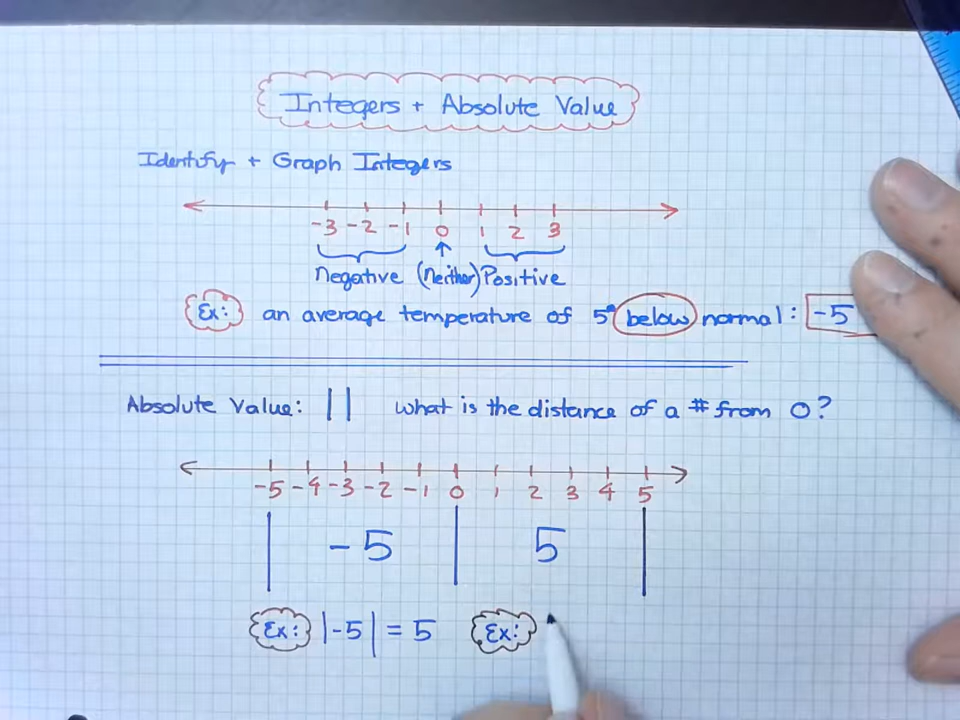 Integers + Absolute Value
Identify + Graph Integers
-3 -2 -1 0 1 2 3
Negative (Neither) Positive
Ex: an average temperature of 5° below normal: -5
Absolute Value: | | what is the distance of a # from 0?
-5 -4 -3 -2 -1 0 1 2 3 4 5
-5 5
Ex: |-5| = 5 Ex: